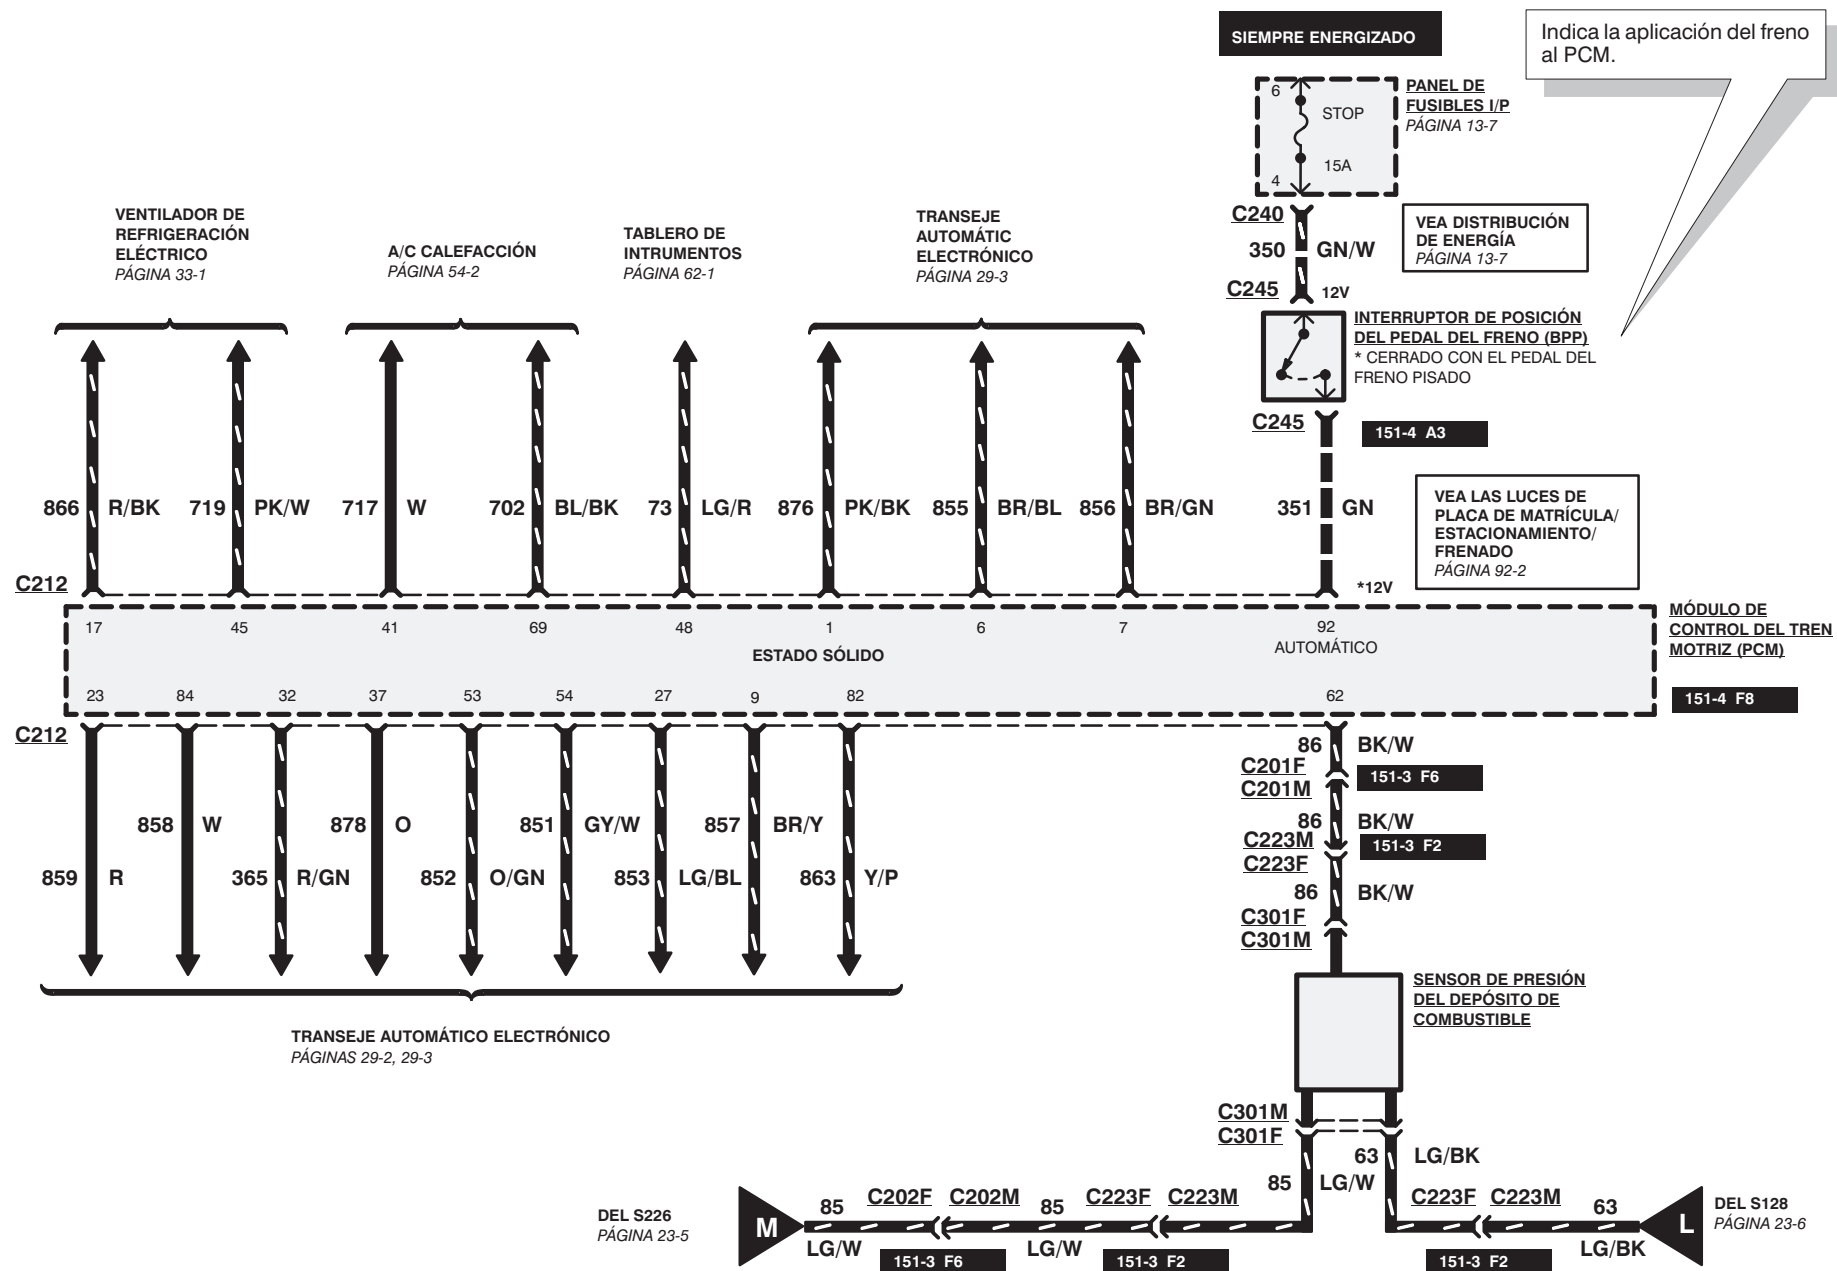 SIEMPRE ENERGIZADO
Indica la aplicación del freno
al PCM.
6
STOP
15A
4
PANEL DE
FUSIBLES I/P
PÁGINA 13-7
C240
350 GN/W
C245 12V
VEA DISTRIBUCIÓN
DE ENERGÍA
PÁGINA 13-7
INTERRUPTOR DE POSICIÓN
DEL PEDAL DEL FRENO (BPP)
* CERRADO CON EL PEDAL DEL
FRENO PISADO
C245
151-4 A3
351 GN
VEA LAS LUCES DE
PLACA DE MATRÍCULA/
ESTACIONAMIENTO/
FRENADO
PÁGINA 92-2
*12V
VENTILADOR DE
REFRIGERACIÓN
ELÉCTRICO
PÁGINA 33-1
A/C CALEFACCIÓN
PÁGINA 54-2
TABLERO DE
INTRUMENTOS
PÁGINA 62-1
TRANSEJE
AUTOMÁTIC
ELECTRÓNICO
PÁGINA 29-3
866 R/BK 719 PK/W 717 W 702 BL/BK 73 LG/R 876 PK/BK 855 BR/BL 856 BR/GN
C212
17 45 41 69 48 1 6 7 92
AUTOMÁTICO
ESTADO SÓLIDO
23 84 32 37 53 54 27 9 82 62
MÓDULO DE
CONTROL DEL TREN
MOTRIZ (PCM)
151-4 F8
C212
858 W 878 O 851 GY/W 857 BR/Y
859 R 365 R/GN 852 O/GN 853 LG/BL 863 Y/P
TRANSEJE AUTOMÁTICO ELECTRÓNICO
PÁGINAS 29-2, 29-3
86 BK/W
C201F
151-3 F6
C201M
86 BK/W
C223M
151-3 F2
C223F
86 BK/W
C301F
C301M
SENSOR DE PRESIÓN
DEL DEPÓSITO DE
COMBUSTIBLE
C301M
C301F
63 LG/BK
85 LG/W
DEL S226
PÁGINA 23-5
M
85 C202F C202M 85 C223F C223M
LG/W 151-3 F6 LG/W 151-3 F2
C223F C223M 63
151-3 F2 LG/BK
L
DEL S128
PÁGINA 23-6